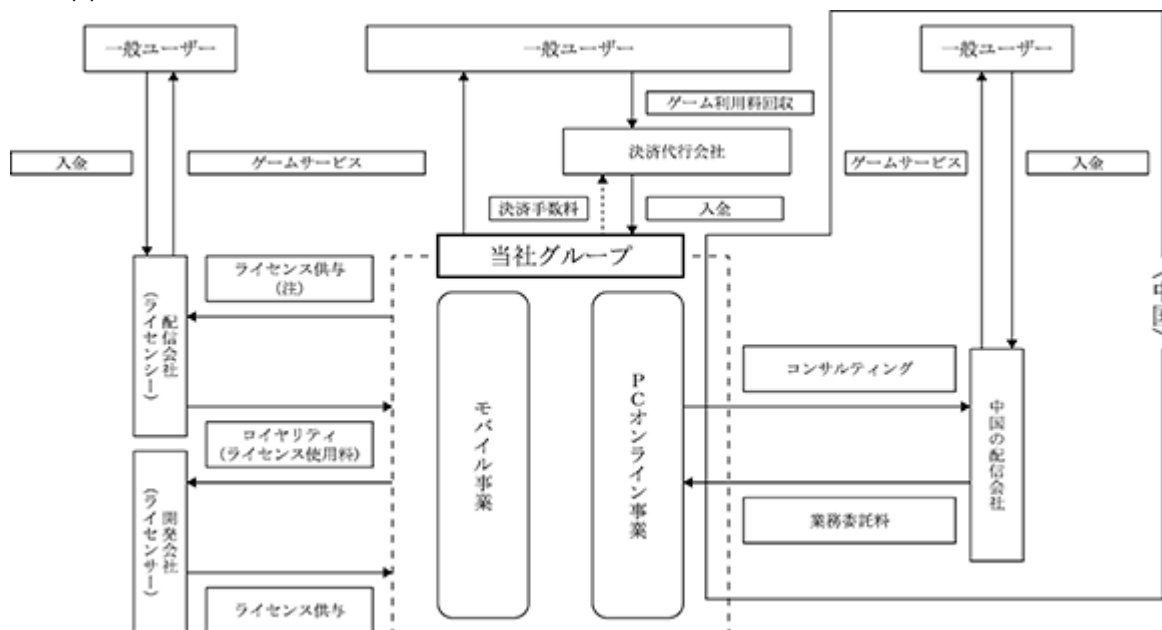 一般ユーザー
一般ユーザー
一般ユーザー
ゲーム利用料回収
決済代行会社
入金
ゲームサービス
ゲームサービス
入金
決済手数料
入金
当社グループ
ライセンス供与
(注)
配信会社
(ライセンシー)
モバイル事業
PCオンライン事業
コンサルティング
中国の配信会社
ロイヤリティ
(ライセンス使用料)
業務委託料
開発会社
(ライセンサー)
ライセンス供与